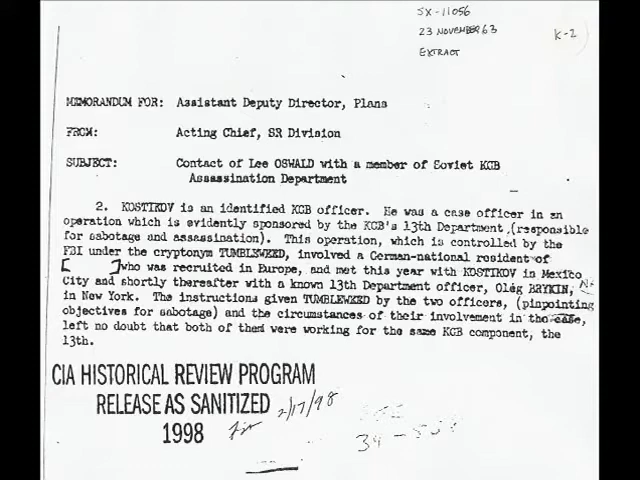 SX-11056
23 NOVEMBER 63
K-2
EXTRACT
MEMORANDUM FOR: Assistant Deputy Director, Plans
FROM: Acting Chief, SR Division
SUBJECT: Contact of Lee OSWALD with a member of Soviet KGB
Assassination Department
2. KOSTIKOV is an identified KGB officer. He was a case officer in an
operation which is evidently sponsored by the KGB's 13th Department (responsible
for sabotage and assassination). This operation, which is controlled by the
FBI under the cryptonym TUMBLEWEED, involved a German-national resident of
[ ]who was recruited in Europe, and met this year with KOSTIKOV in Mexico
City and shortly thereafter with a known 13th Department officer, Oleg BRYKIN,
in New York. The instructions given TUMBLEWEED by the two officers, (pinpointing
objectives for sabotage) and the circumstances of their involvement in the case,
left no doubt that both of them were working for the same KGB component, the
13th.
CIA HISTORICAL REVIEW PROGRAM
RELEASE AS SANITIZED 2/17/98
1998